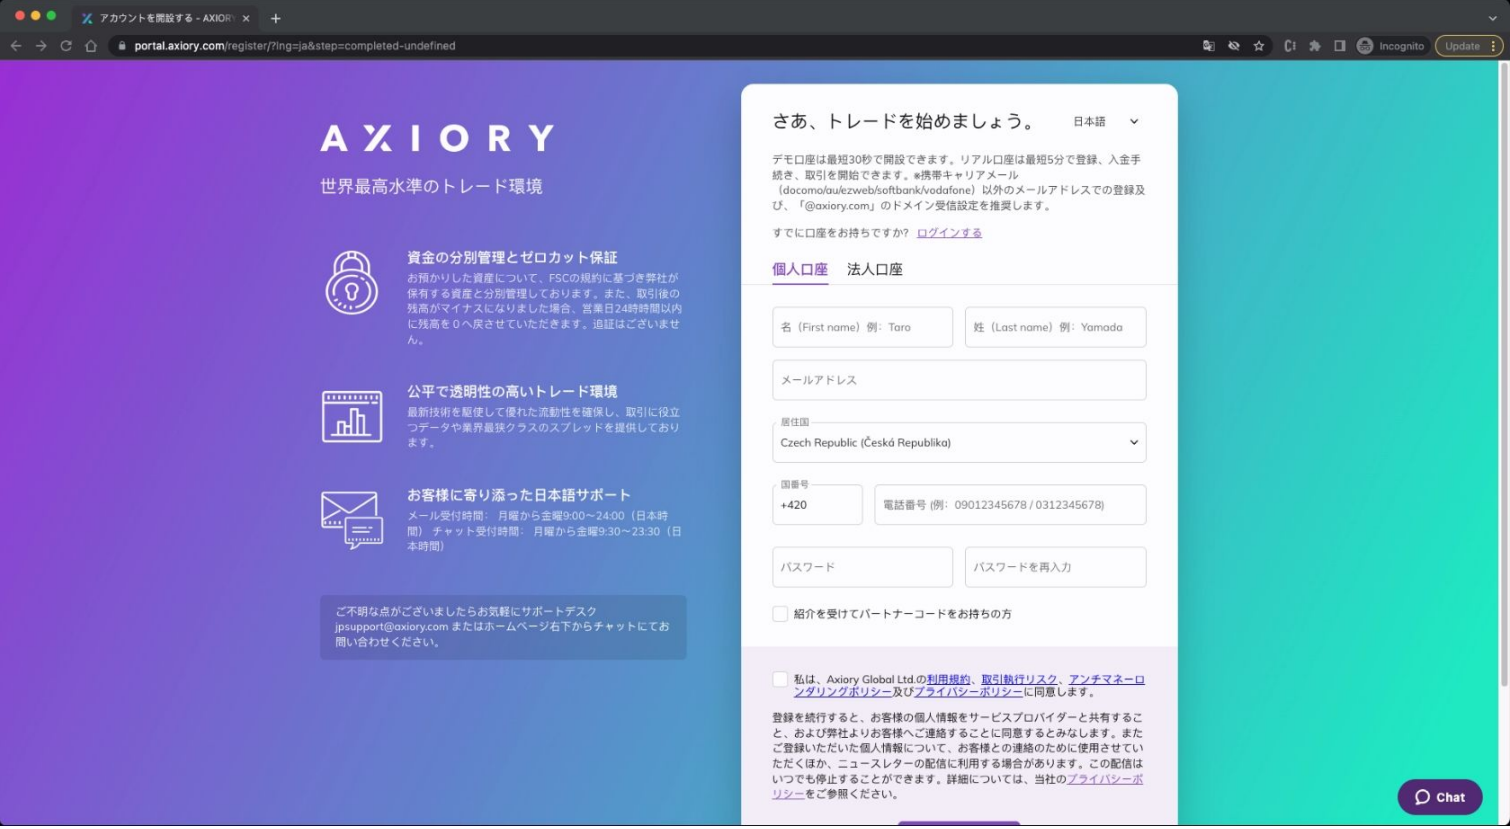 アカウントを開設する - AXIOR
portal.axiory.com/register/?lng=ja&step=completed-undefined
Incognito
Update
AXIORY
世界最高水準のトレード環境
資金の分別管理とゼロカット保証
お預かりした資産について、FSCの規約に基づき弊社が
保有する資産と分別管理しております。また、取引後の
残高がマイナスになりました場合、営業日24時時間以内
に残高を０へ戻させていただきます。追証はございませ
ん。
公平で透明性の高いトレード環境
最新技術を駆使して優れた流動性を確保し、取引に役立
つデータや業界最狭クラスのスプレッドを提供しており
ます。
お客様に寄り添った日本語サポート
メール受付時間： 月曜から金曜9:00〜24:00（日本時
間） チャット受付時間： 月曜から金曜9:30〜23:30（日
本時間）
ご不明な点がございましたらお気軽にサポートデスク
jpsupport@axiory.com またはホームページ右下からチャットにてお
問い合わせください。
さあ、トレードを始めましょう。
日本語
デモ口座は最短30秒で開設できます。リアル口座は最短5分で登録、入金手
続き、取引を開始できます。※携帯キャリアメール
（docomo/au/ezweb/softbank/vodafone）以外のメールアドレスでの登録及
び、「@axiory.com」のドメイン受信設定を推奨します。
すでに口座をお持ちですか? ログインする
個人口座 法人口座
名（First name）例：Taro
姓（Last name）例：Yamada
メールアドレス
居住国
Czech Republic (Česká Republika)
国番号
+420
電話番号 (例：09012345678 / 0312345678)
パスワード
パスワードを再入力
紹介を受けてパートナーコードをお持ちの方
私は、Axiory Global Ltd.の利用規約、取引執行リスク、アンチマネーロ
ンダリングポリシー及びプライバシーポリシーに同意します。
登録を続行すると、お客様の個人情報をサービスプロバイダーと共有するこ
と、および弊社よりお客様へご連絡することに同意するとみなします。また
ご登録いただいた個人情報について、お客様との連絡のために使用させてい
ただくほか、ニュースレターの配信に利用する場合があります。この配信は
いつでも停止することができます。詳細については、当社のプライバシーポ
リシーをご参照ください。
Chat